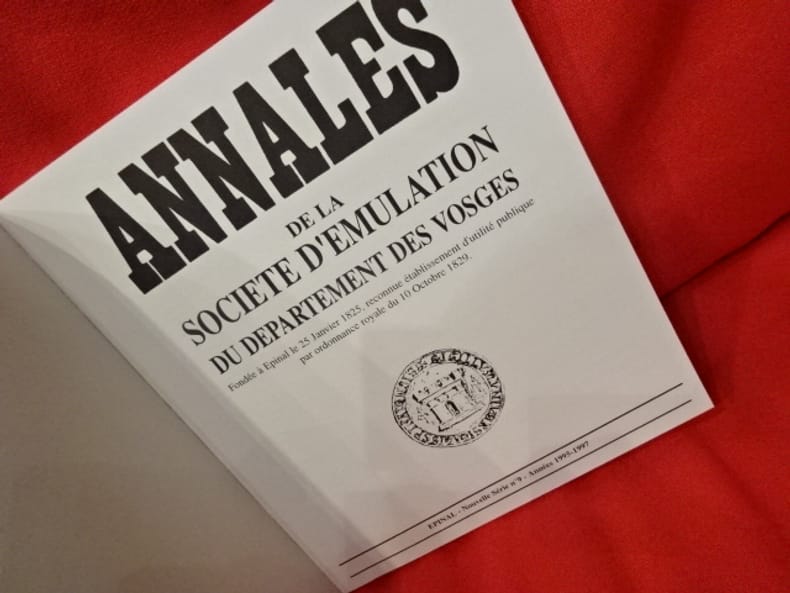 ANNALES
DE LA
SOCIETE D'EMULATION
DU DEPARTEMENT DES VOSGES
Fondée à Epinal le 25 Janvier 1825, reconnue établissement d'utilité publique
par ordonnance royale du 10 Octobre 1829.
EPINAL - Nouvelle Série n°9 - Années 1995-1997